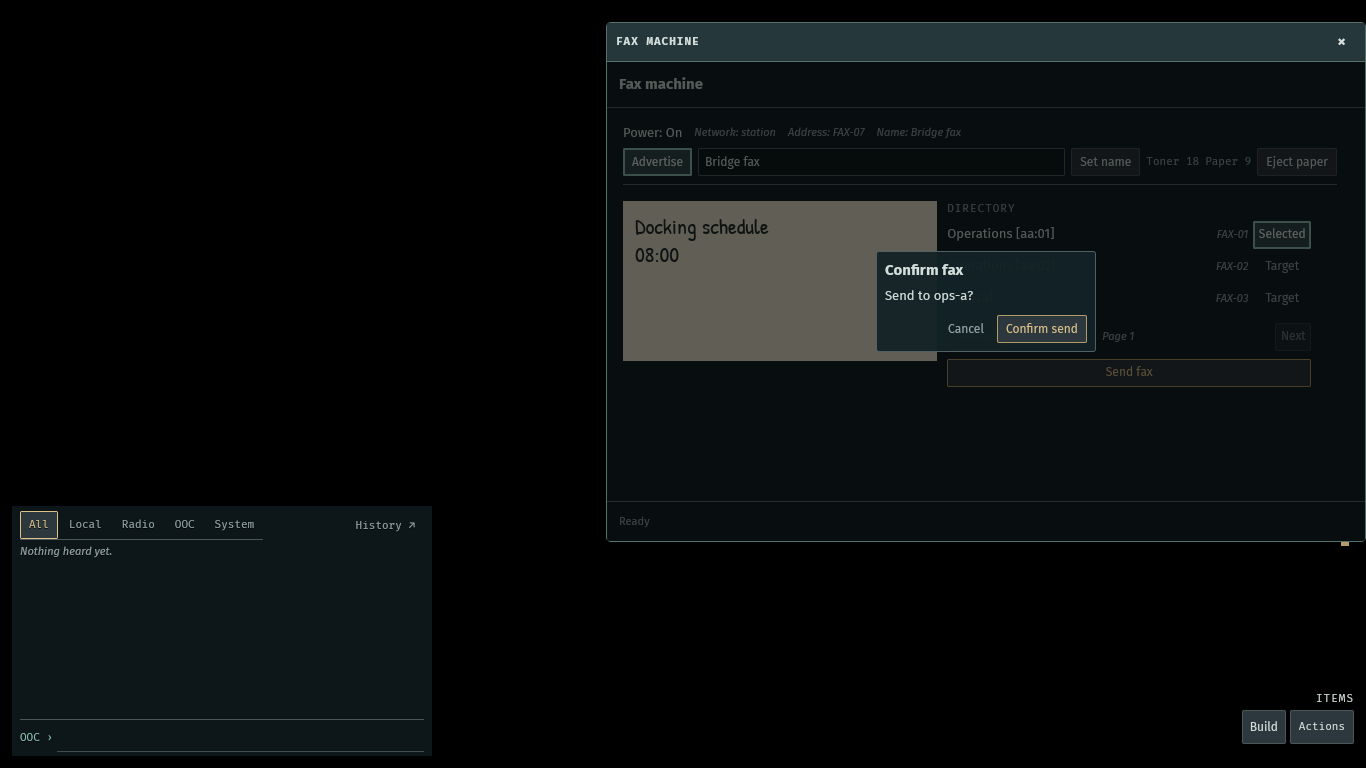 FAX MACHINE ✖
Fax machine
Power: On Network: station Address: FAX-07 Name: Bridge fax
Advertise Bridge fax Set name Toner 18 Paper 9 Eject paper
Docking schedule
08:00
DIRECTORY
Operations [aa:01] FAX-01 Selected
FAX-02 Target
FAX-03 Target
Page 1 Next
Send fax
Confirm fax
Send to ops-a?
Cancel Confirm send
Ready
All Local Radio OOC System History ↗
Nothing heard yet.
OOC ›
ITEMS
Build Actions